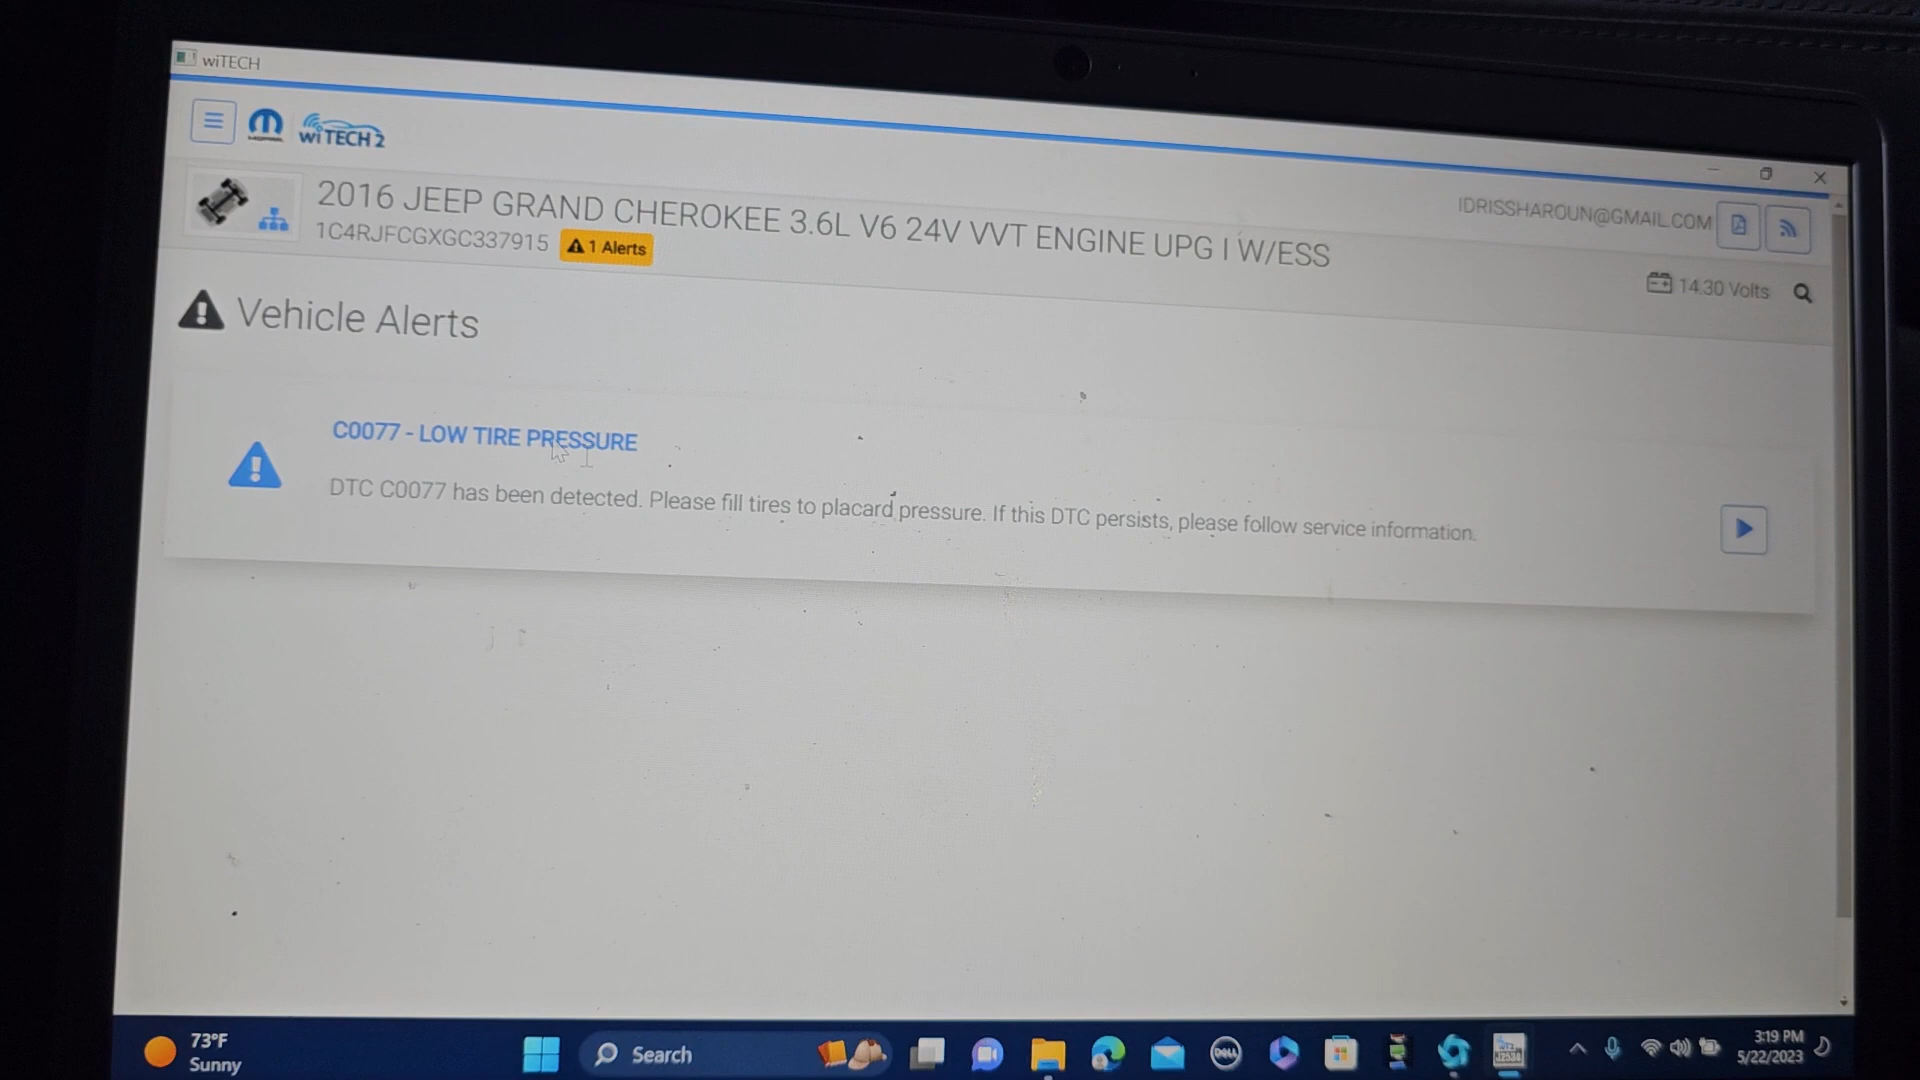 wiTECH
MOPAR
wiTECH 2
2016 JEEP GRAND CHEROKEE 3.6L V6 24V VVT ENGINE UPG I W/ESS
1C4RJFCGXGC337915
1 Alerts
IDRISSHAROUN@GMAIL.COM
14.30 Volts
Vehicle Alerts
C0077 - LOW TIRE PRESSURE
DTC C0077 has been detected. Please fill tires to placard pressure. If this DTC persists, please follow service information.
73°F
Sunny
Search
DELL
J2534
3:19 PM
5/22/2023